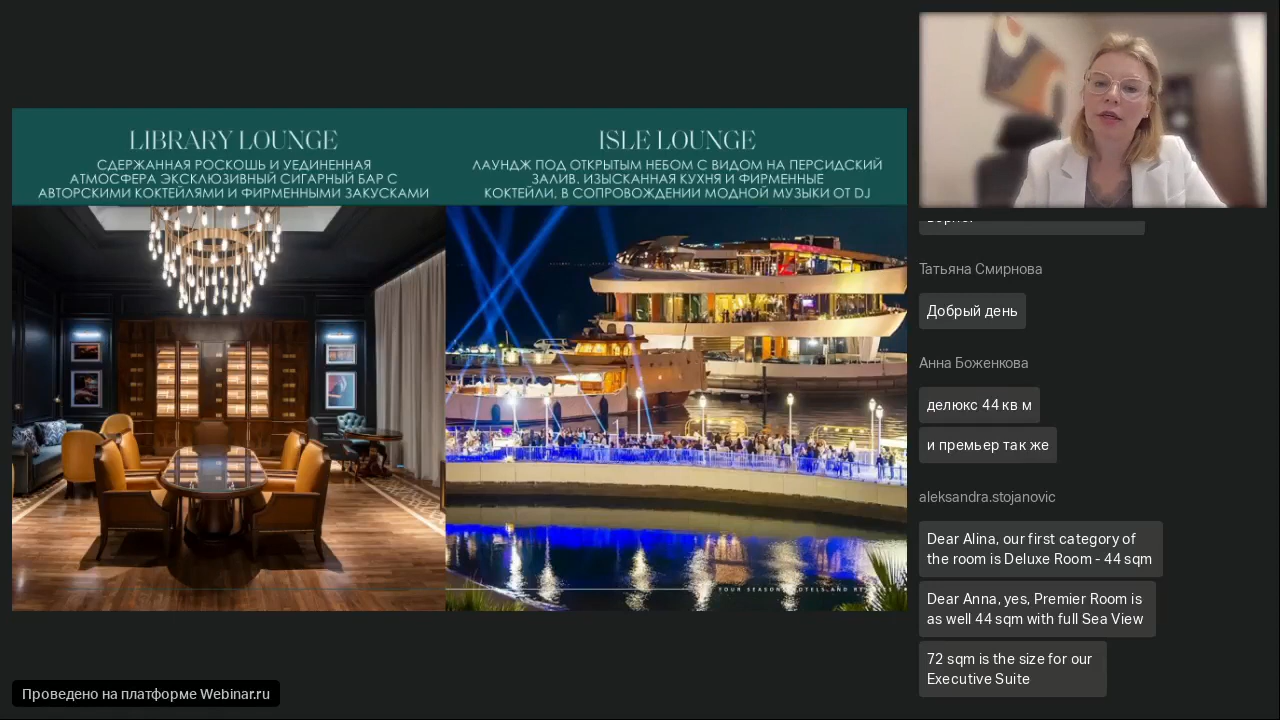 LIBRARY LOUNGE
СДЕРЖАННАЯ РОСКОШЬ И УЕДИНЕННАЯ
АТМОСФЕРА ЭКСКЛЮЗИВНЫЙ СИГАРНЫЙ БАР С
АВТОРСКИМИ КОКТЕЙЛЯМИ И ФИРМЕННЫМИ ЗАКУСКАМИ
ISLE LOUNGE
ЛАУНДЖ ПОД ОТКРЫТЫМ НЕБОМ С ВИДОМ НА ПЕРСИДСКИЙ
ЗАЛИВ. ИЗЫСКАННАЯ КУХНЯ И ФИРМЕННЫЕ
КОКТЕЙЛИ, В СОПРОВОЖДЕНИИ МОДНОЙ МУЗЫКИ ОТ DJ
Проведено на платформе Webinar.ru
Татьяна Смирнова
Добрый день
Анна Боженкова
делюкс 44 кв м
и премьер так же
aleksandra.stojanovic
Dear Alina, our first category of
the room is Deluxe Room - 44 sqm
Dear Anna, yes, Premier Room is
as well 44 sqm with full Sea View
72 sqm is the size for our
Executive Suite